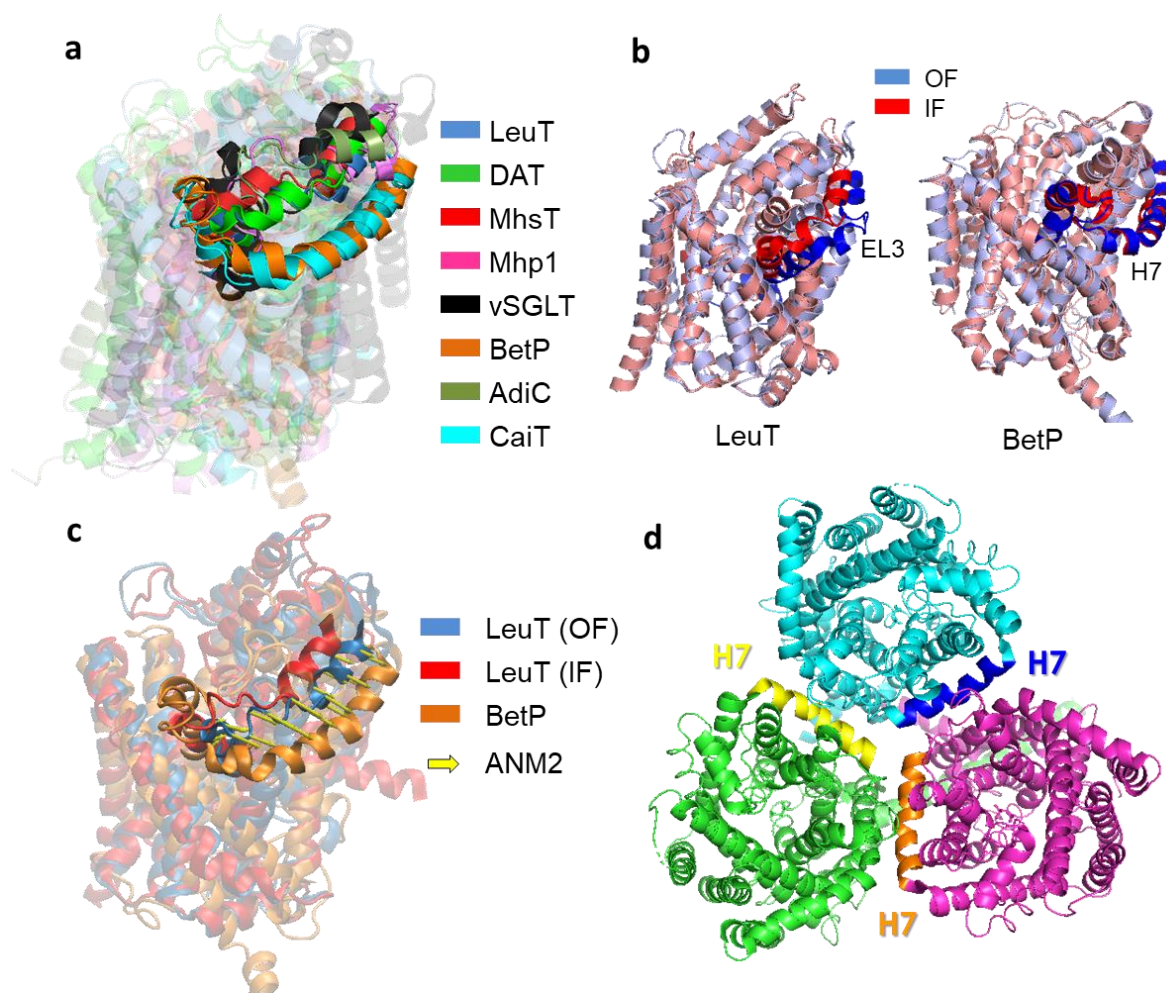 a
LeuT
DAT
MhsT
Mhp1
vSGLT
BetP
AdiC
CaiT
b
OF
IF
EL3
H7
LeuT
BetP
c
LeuT (OF)
LeuT (IF)
BetP
ANM2
d
H7
H7
H7